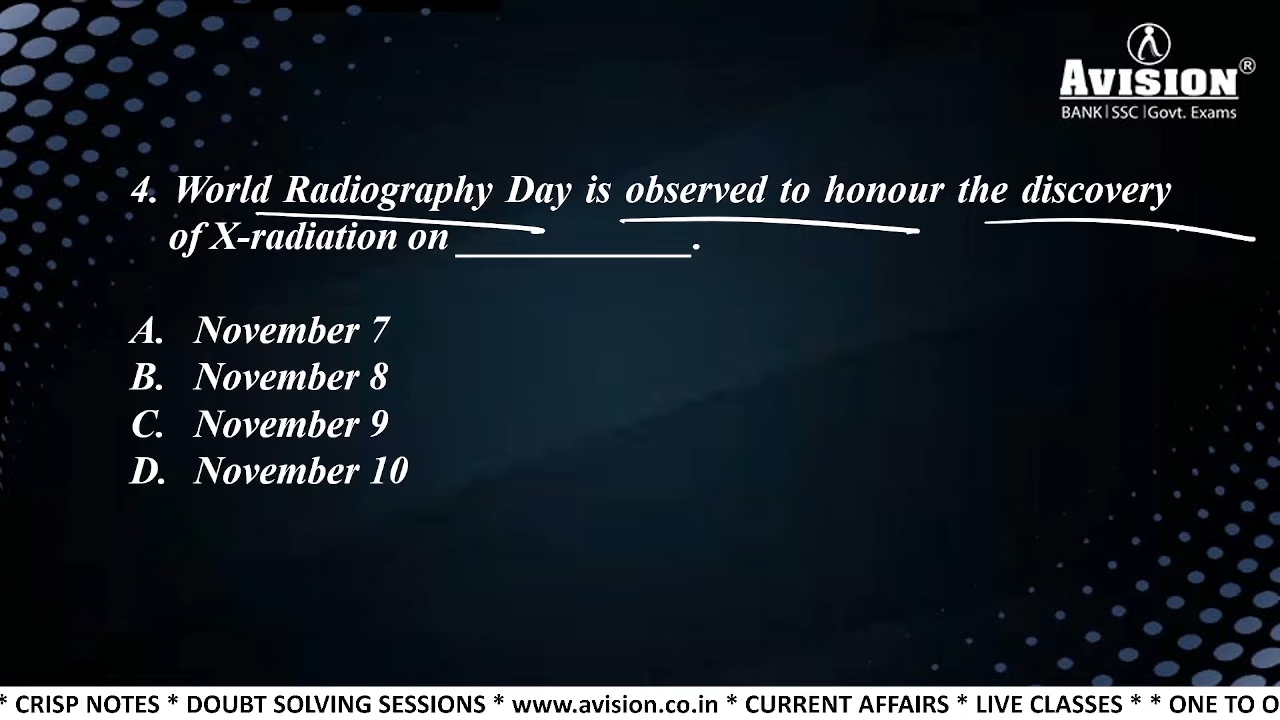 AVISION®
BANK|SSC|Govt. Exams
4. World Radiography Day is observed to honour the discovery
of X-radiation on ____________.
A. November 7
B. November 8
C. November 9
D. November 10
* CRISP NOTES * DOUBT SOLVING SESSIONS * www.avision.co.in * CURRENT AFFAIRS * LIVE CLASSES * * ONE TO O